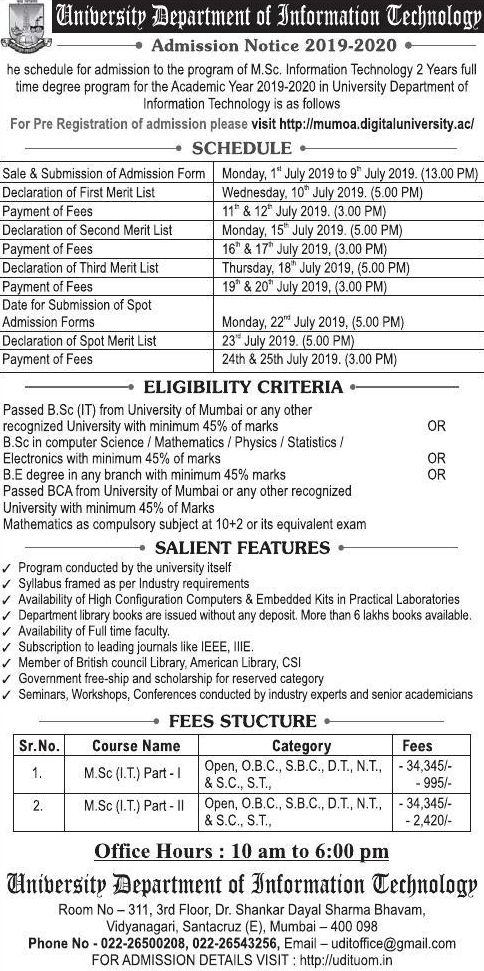 University Department of Information Technology
Admission Notice 2019-2020
he schedule for admission to the program of M.Sc. Information Technology 2 Years full
time degree program for the Academic Year 2019-2020 in University Department of
Information Technology is as follows
For Pre Registration of admission please visit http://mumoa.digitaluniversity.ac/
SCHEDULE
Sale & Submission of Admission Form Monday, 1st July 2019 to 9th July 2019. (13.00 PM)
Declaration of First Merit List Wednesday, 10th July 2019. (5.00 PM)
Payment of Fees 11th & 12th July 2019. (3.00 PM)
Declaration of Second Merit List Monday, 15th July 2019. (5.00 PM)
Payment of Fees 16th & 17th July 2019, (3.00 PM)
Declaration of Third Merit List Thursday, 18th July 2019, (5.00 PM)
Payment of Fees 19th & 20th July 2019, (3.00 PM)
Date for Submission of Spot
Admission Forms Monday, 22nd July 2019, (5.00 PM)
Declaration of Spot Merit List 23rd July 2019. (5.00 PM)
Payment of Fees 24th & 25th July 2019. (3.00 PM)
ELIGIBILITY CRITERIA
Passed B.Sc (IT) from University of Mumbai or any other
recognized University with minimum 45% of marks OR
B.Sc in computer Science / Mathematics / Physics / Statistics /
Electronics with minimum 45% of marks OR
B.E degree in any branch with minimum 45% marks OR
Passed BCA from University of Mumbai or any other recognized
University with minimum 45% of Marks
Mathematics as compulsory subject at 10+2 or its equivalent exam
SALIENT FEATURES
✓ Program conducted by the university itself
✓ Syllabus framed as per Industry requirements
✓ Availability of High Configuration Computers & Embedded Kits in Practical Laboratories
✓ Department library books are issued without any deposit. More than 6 lakhs books available.
✓ Availability of Full time faculty.
✓ Subscription to leading journals like IEEE, IIIE.
✓ Member of British council Library, American Library, CSI
✓ Government free-ship and scholarship for reserved category
✓ Seminars, Workshops, Conferences conducted by industry experts and senior academicians
FEES STUCTURE
Sr.No. Course Name Category Fees
1. M.Sc (I.T.) Part - I Open, O.B.C., S.B.C., D.T., N.T., - 34,345/-
& S.C., S.T., - 995/-
2. M.Sc (I.T.) Part - II Open, O.B.C., S.B.C., D.T., N.T., - 34,345/-
& S.C., S.T., - 2,420/-
Office Hours : 10 am to 6:00 pm
University Department of Information Technology
Room No – 311, 3rd Floor, Dr. Shankar Dayal Sharma Bhavam,
Vidyanagari, Santacruz (E), Mumbai – 400 098
Phone No - 022-26500208, 022-26543256, Email – uditoffice@gmail.com
FOR ADMISSION DETAILS VISIT : http://udituom.in